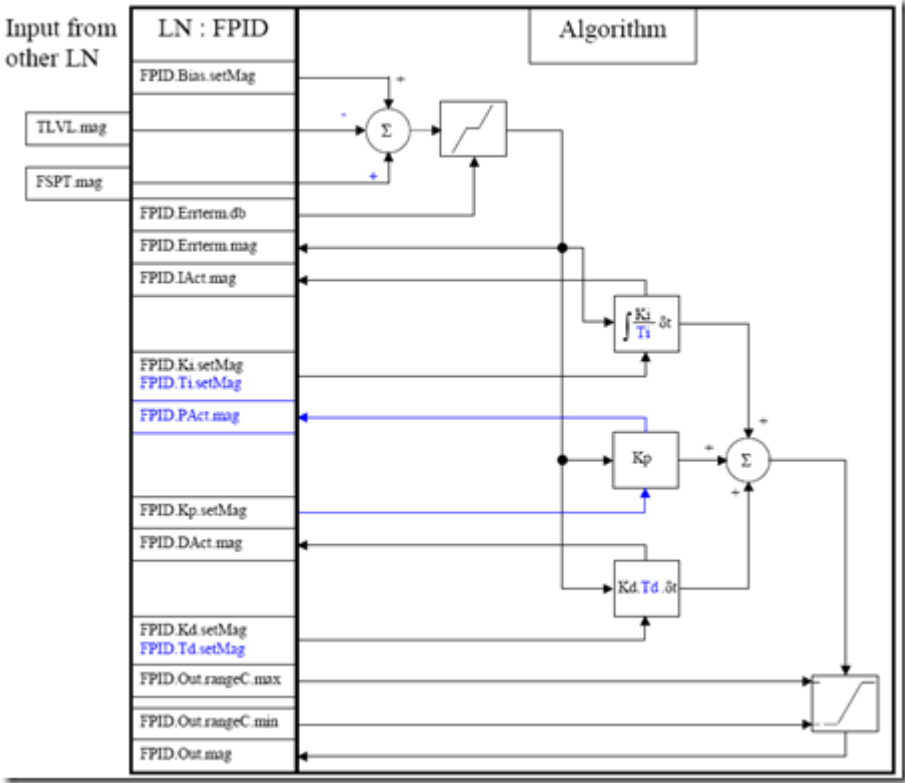 Input from
other LN
LN : FPID
Algorithm
FPID.Bias.setMag
+
TLVL.mag
-
Σ
FSPT.mag
+
FPID.Errterm.db
FPID.Errterm.mag
FPID.IAct.mag
∫ Ki/Ti δt
FPID.Ki.setMag
FPID.Ti.setMag
FPID.PAct.mag
+
Kp
+
Σ
+
FPID.Kp.setMag
FPID.DAct.mag
Kd.Td.δt
FPID.Kd.setMag
FPID.Td.setMag
FPID.Out.rangeC.max
FPID.Out.rangeC.min
FPID.Out.mag